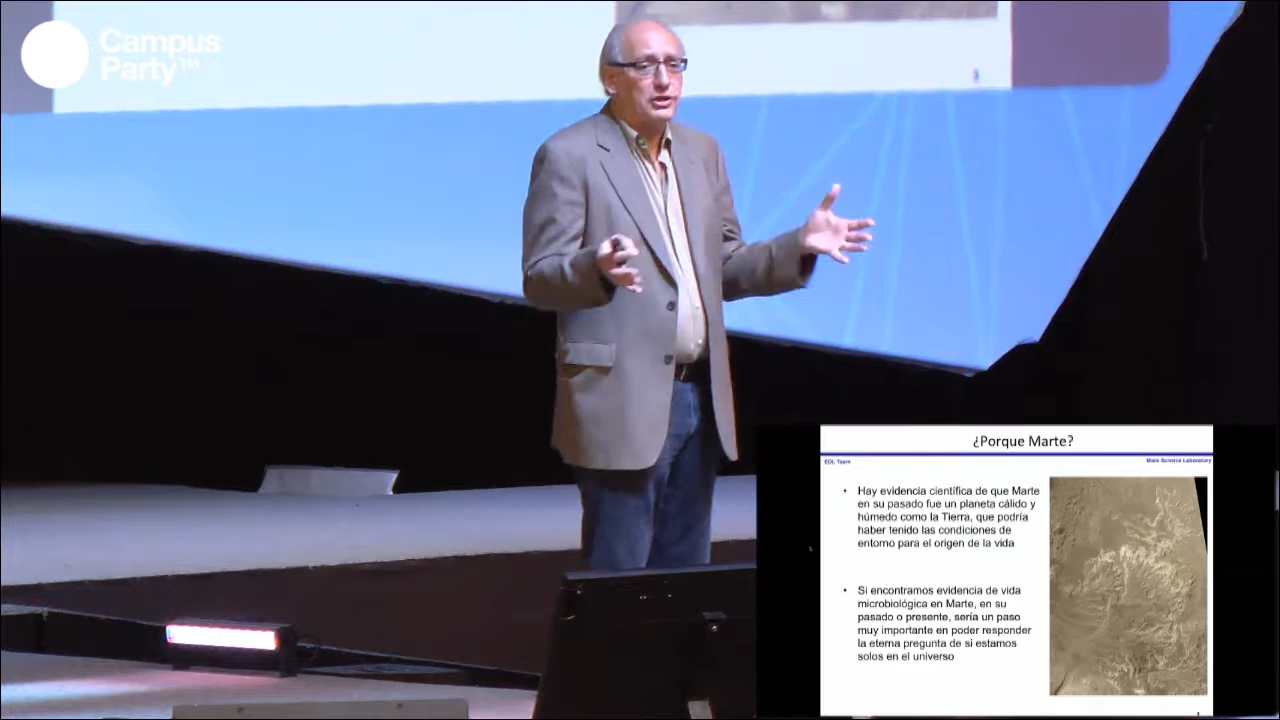 Campus
Party™
¿Porque Marte?
EDL Team
Mars Science Laboratory
• Hay evidencia científica de que Marte
en su pasado fue un planeta cálido y
húmedo como la Tierra, que podría
haber tenido las condiciones de
entorno para el origen de la vida
• Si encontramos evidencia de vida
microbiológica en Marte, en su
pasado o presente, sería un paso
muy importante en poder responder
la eterna pregunta de si estamos
solos en el universo